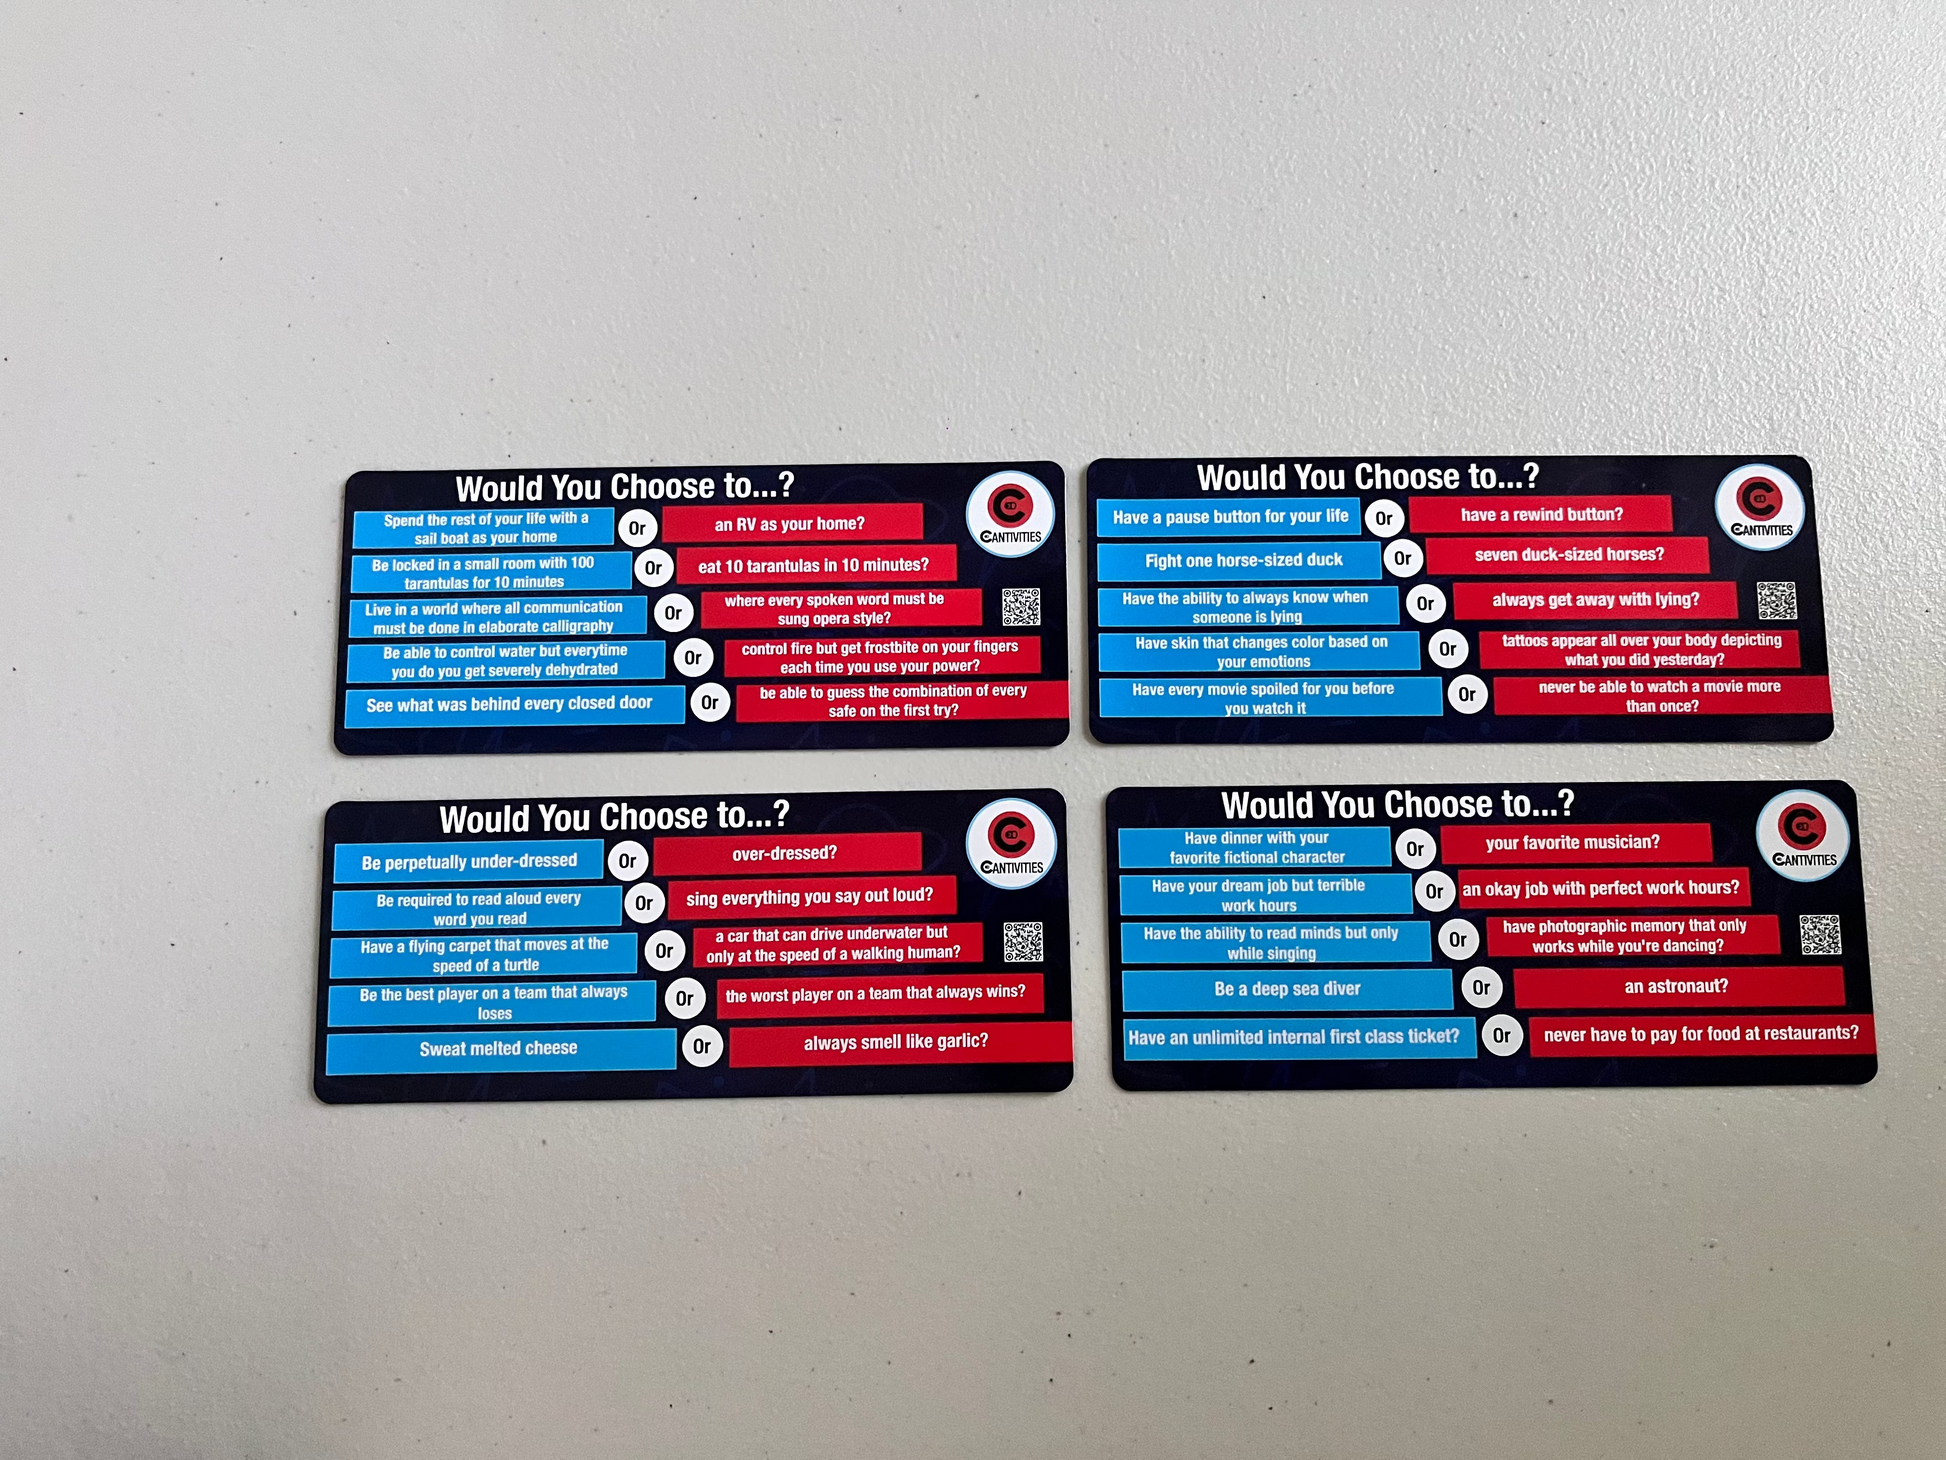 Would You Choose to...?
Spend the rest of your life with a
sail boat as your home
Or
an RV as your home?
Be locked in a small room with 100
tarantulas for 10 minutes
Or
eat 10 tarantulas in 10 minutes?
Live in a world where all communication
must be done in elaborate calligraphy
Or
where every spoken word must be
sung opera style?
Be able to control water but everytime
you do you get severely dehydrated
Or
control fire but get frostbite on your fingers
each time you use your power?
See what was behind every closed door
Or
be able to guess the combination of every
safe on the first try?
CANTIVITIES
Would You Choose to...?
Have a pause button for your life
Or
have a rewind button?
Fight one horse-sized duck
Or
seven duck-sized horses?
Have the ability to always know when
someone is lying
Or
always get away with lying?
Have skin that changes color based on
your emotions
Or
tattoos appear all over your body depicting
what you did yesterday?
Have every movie spoiled for you before
you watch it
Or
never be able to watch a movie more
than once?
CANTIVITIES
Would You Choose to...?
Be perpetually under-dressed
Or
over-dressed?
Be required to read aloud every
word you read
Or
sing everything you say out loud?
Have a flying carpet that moves at the
speed of a turtle
Or
a car that can drive underwater but
only at the speed of a walking human?
Be the best player on a team that always
loses
Or
the worst player on a team that always wins?
Sweat melted cheese
Or
always smell like garlic?
CANTIVITIES
Would You Choose to...?
Have dinner with your
favorite fictional character
Or
your favorite musician?
Have your dream job but terrible
work hours
Or
an okay job with perfect work hours?
Have the ability to read minds but only
while singing
Or
have photographic memory that only
works while you're dancing?
Be a deep sea diver
Or
an astronaut?
Have an unlimited internal first class ticket?
Or
never have to pay for food at restaurants?
CANTIVITIES